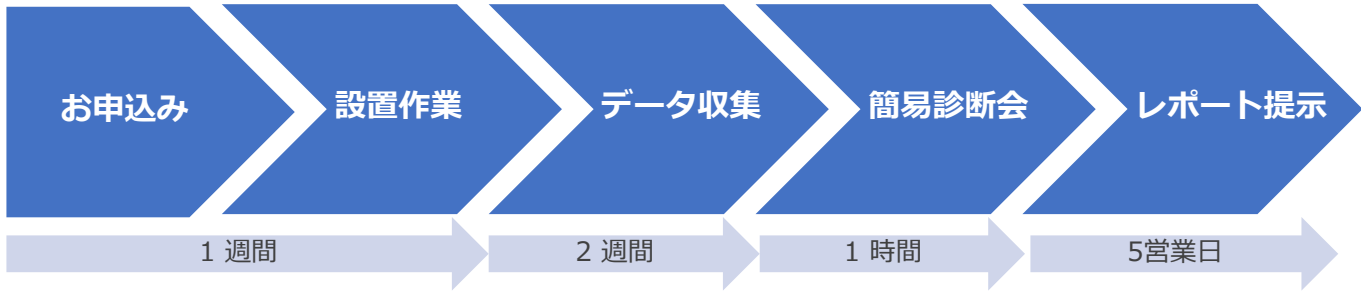 お申込み
設置作業
データ収集
簡易診断会
レポート提示
1 週間
2 週間
1 時間
5営業日